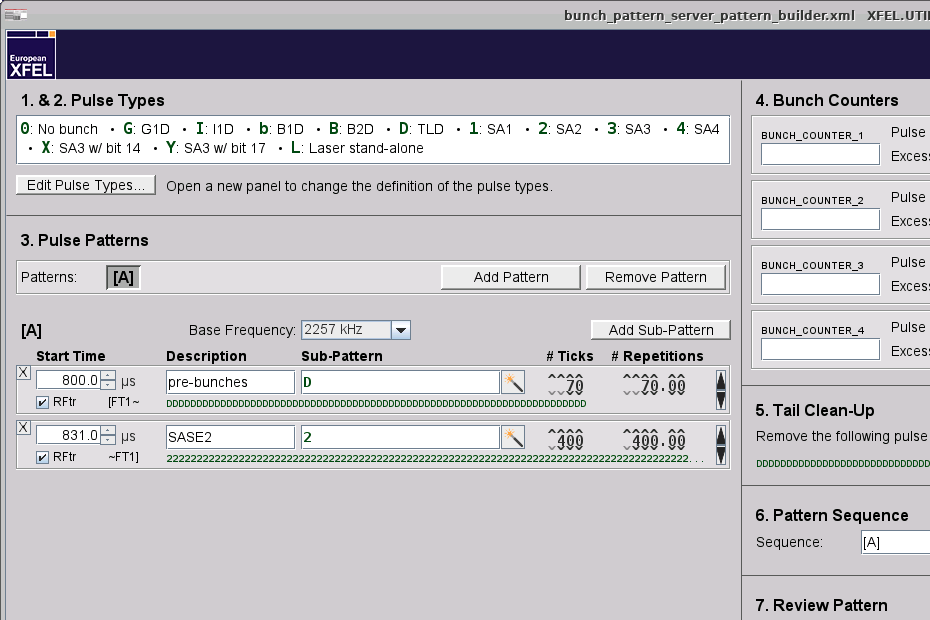 bunch_pattern_server_pattern_builder.xml XFEL.UTIL
European
XFEL
1. & 2. Pulse Types
0: No bunch • G: G1D • I: I1D • b: B1D • B: B2D • D: TLD • 1: SA1 • 2: SA2 • 3: SA3 • 4: SA4
• X: SA3 w/ bit 14 • Y: SA3 w/ bit 17 • L: Laser stand-alone
Edit Pulse Types... Open a new panel to change the definition of the pulse types.
3. Pulse Patterns
Patterns: [A] Add Pattern Remove Pattern
[A] Base Frequency: 2257 kHz Add Sub-Pattern
Start Time Description Sub-Pattern # Ticks # Repetitions
X 800.0 µs pre-bunches D 70 70.00
RFtr [FT1~
X 831.0 µs SASE2 2 400 400.00
RFtr ~FT1]
4. Bunch Counters
BUNCH_COUNTER_1 Pulse
Excess
BUNCH_COUNTER_2 Pulse
Excess
BUNCH_COUNTER_3 Pulse
Excess
BUNCH_COUNTER_4 Pulse
Excess
5. Tail Clean-Up
Remove the following pulse
6. Pattern Sequence
Sequence: [A]
7. Review Pattern